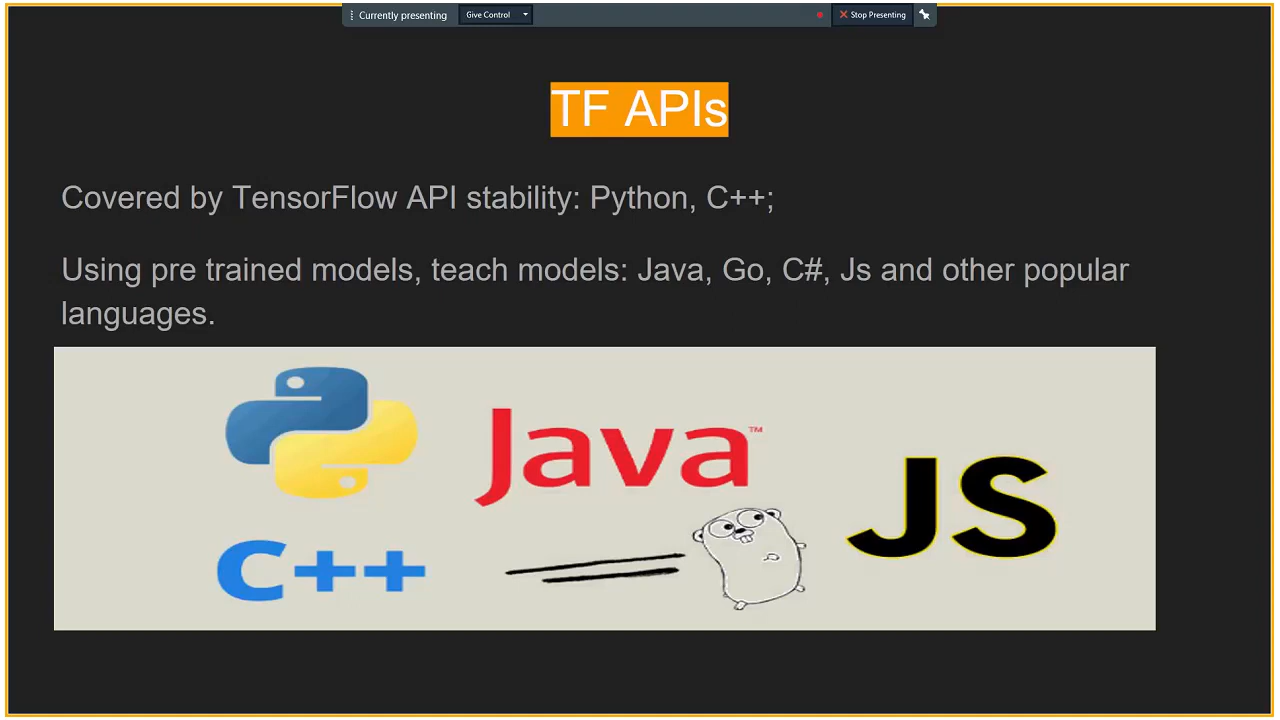 Currently presenting
Give Control
Stop Presenting
TF APIs
Covered by TensorFlow API stability: Python, C++;
Using pre trained models, teach models: Java, Go, C#, Js and other popular
languages.
Java™
JS
C++